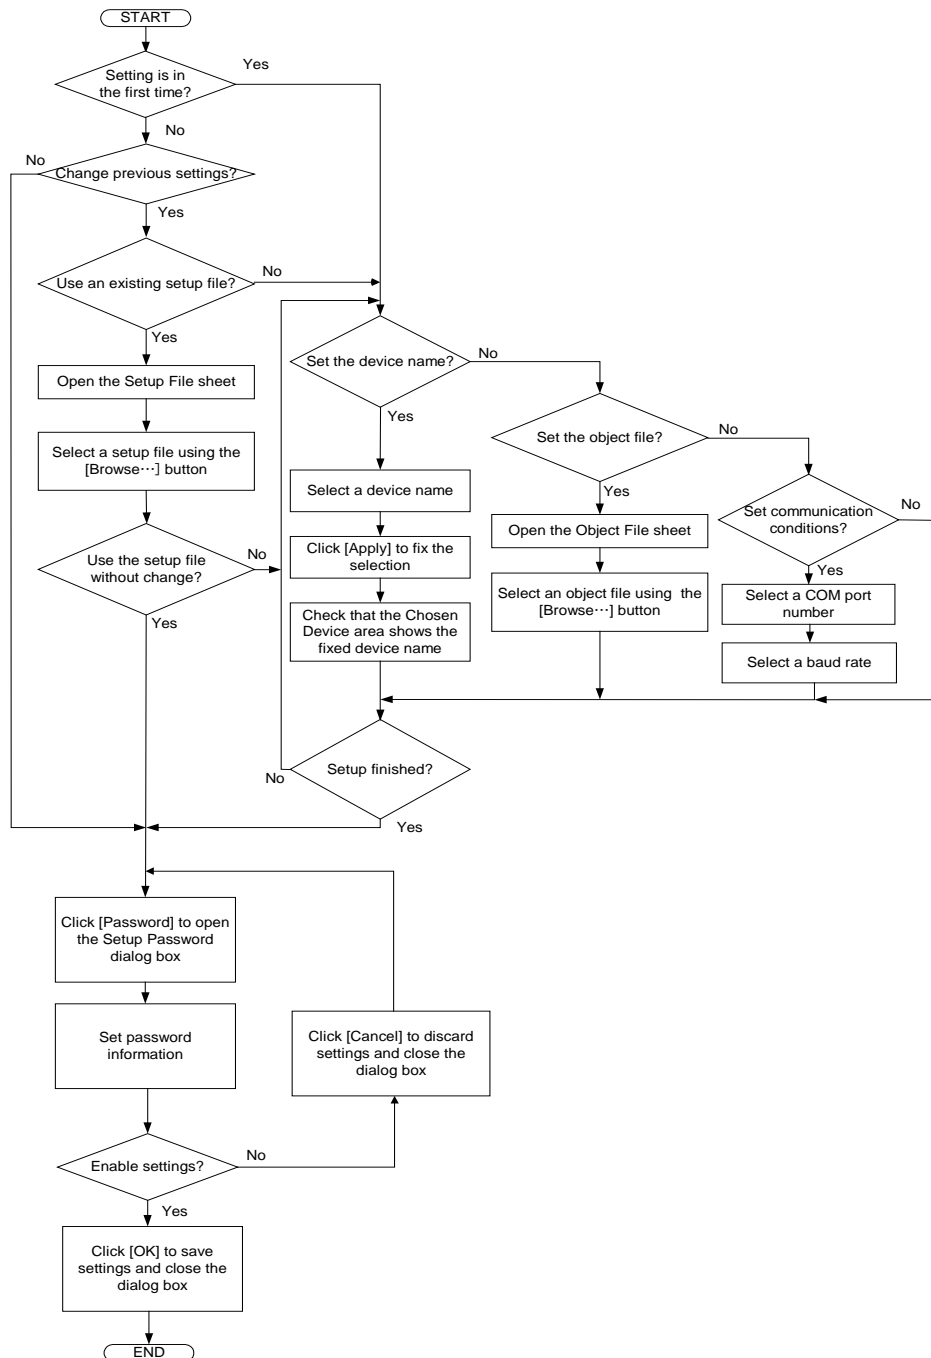 START
Yes
Setting is in
the first time?
No
No
Change previous settings?
Yes
No
Use an existing setup file?
Yes
Open the Setup File sheet
Select a setup file using the
[Browse⋯] button
Use the setup file
without change?
No
Yes
Set the device name?
No
Yes
Select a device name
Click [Apply] to fix the
selection
Check that the Chosen
Device area shows the
fixed device name
Set the object file?
No
Yes
Open the Object File sheet
Select an object file using the
[Browse⋯] button
Set communication
conditions?
No
Yes
Select a COM port
number
Select a baud rate
Setup finished?
No
Yes
Click [Password] to open
the Setup Password
dialog box
Set password
information
Click [Cancel] to discard
settings and close the
dialog box
Enable settings?
No
Yes
Click [OK] to save
settings and close the
dialog box
END